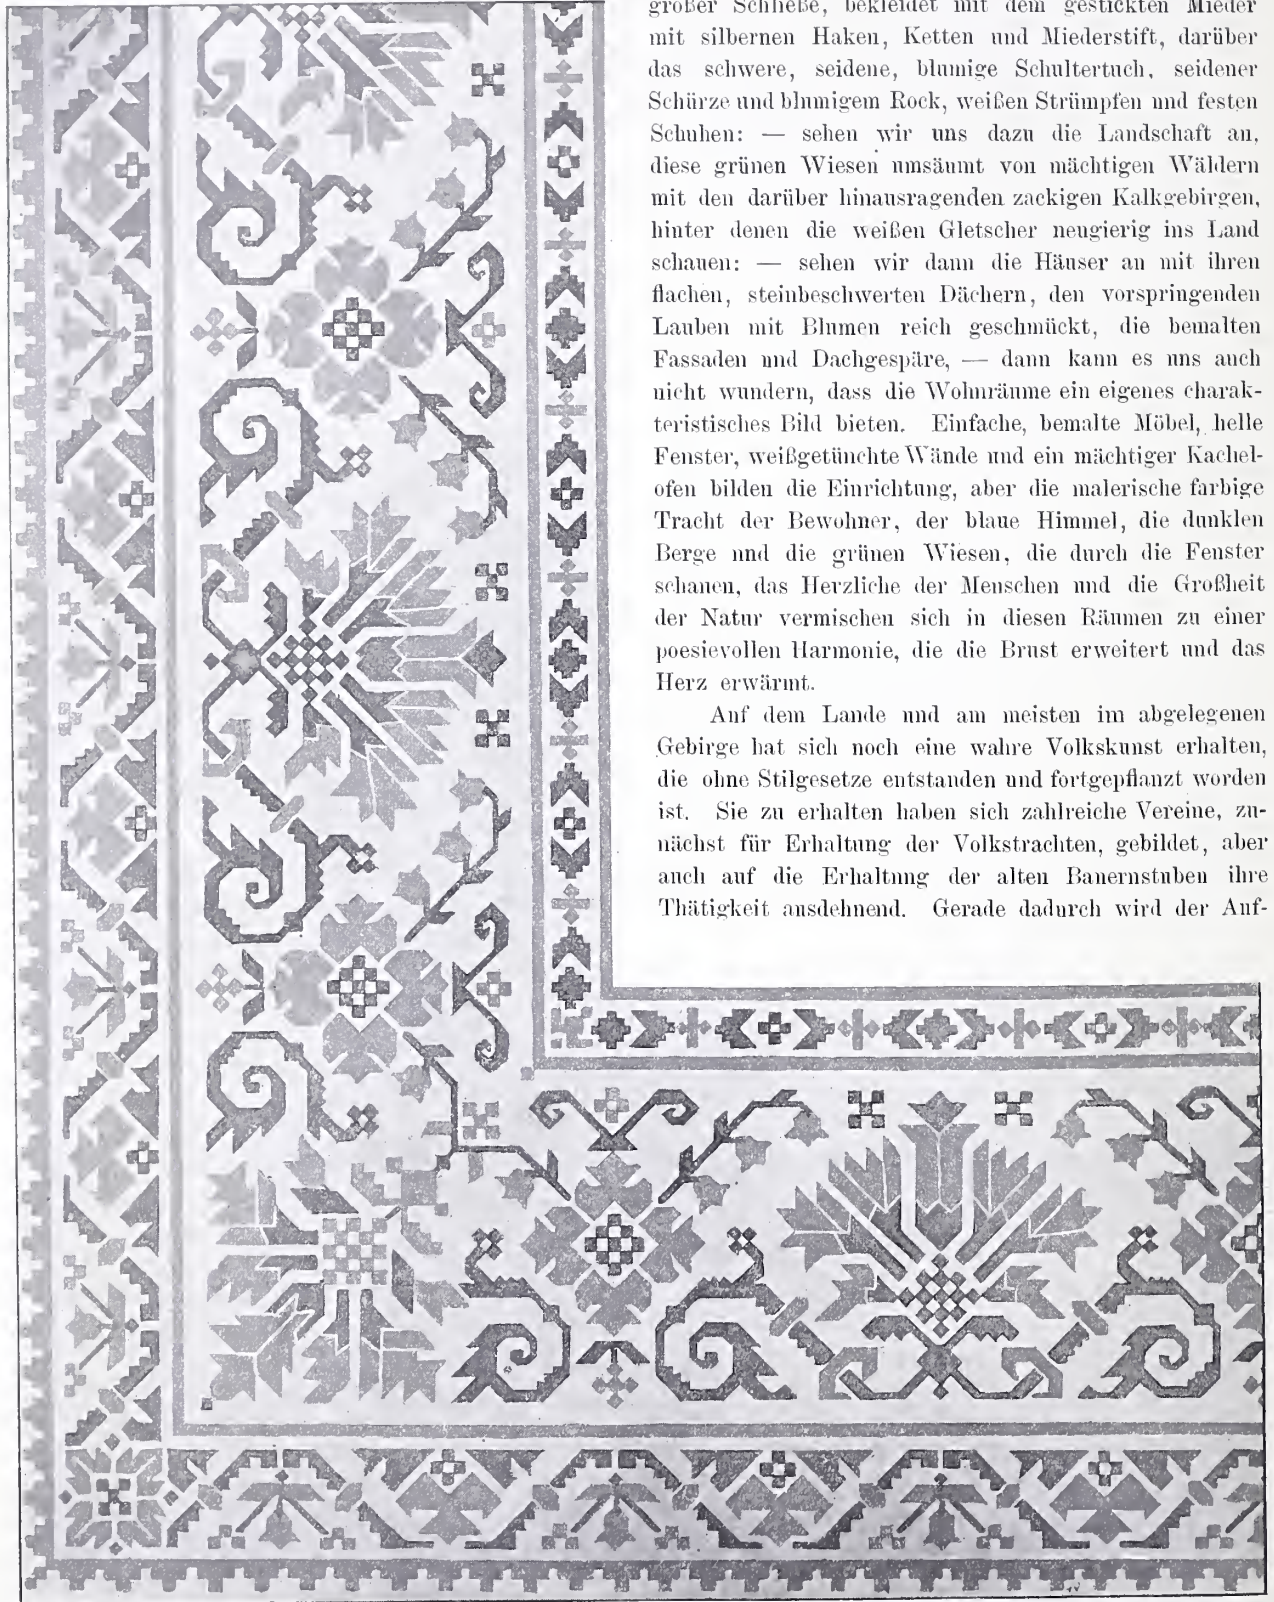 großer Schließe, bekleidet mit dem gestickten Mieder
mit silbernen Haken, Ketten und Miederstift, darüber
das schwere, seidene, blumige Schultertuch, seidener
Schürze und blumigem Rock, weißen Strümpfen und festen
Schuhen: — sehen wir uns dazu die Landschaft an,
diese grünen Wiesen umsäumt von mächtigen Wäldern
mit den darüber hinausragenden zackigen Kalkgebirgen,
hinter denen die weißen Gletscher neugierig ins Land
schauen: — sehen wir dann die Häuser an mit ihren
flachen, steinbeschwerten Dächern, den vorspringenden
Lauben mit Blumen reich geschmückt, die bemalten
Fassaden und Dachgespäre, — dann kann es uns auch
nicht wundern, dass die Wohnräume ein eigenes charak-
teristisches Bild bieten. Einfache, bemalte Möbel, helle
Fenster, weißgetünchte Wände und ein mächtiger Kachel-
ofen bilden die Einrichtung, aber die malerische farbige
Tracht der Bewohner, der blaue Himmel, die dunklen
Berge und die grünen Wiesen, die durch die Fenster
schauen, das Herzliche der Menschen und die Großheit
der Natur vermischen sich in diesen Räumen zu einer
poesievollen Harmonie, die die Brust erweitert und das
Herz erwärmt.
Auf dem Lande und am meisten im abgelegenen
Gebirge hat sich noch eine wahre Volkskunst erhalten,
die ohne Stilgesetze entstanden und fortgepflanzt worden
ist. Sie zu erhalten haben sich zahlreiche Vereine, zu-
nächst für Erhaltung der Volkstrachten, gebildet, aber
auch auf die Erhaltung der alten Bauernstuben ihre
Thätigkeit ausdehnend. Gerade dadurch wird der Auf-